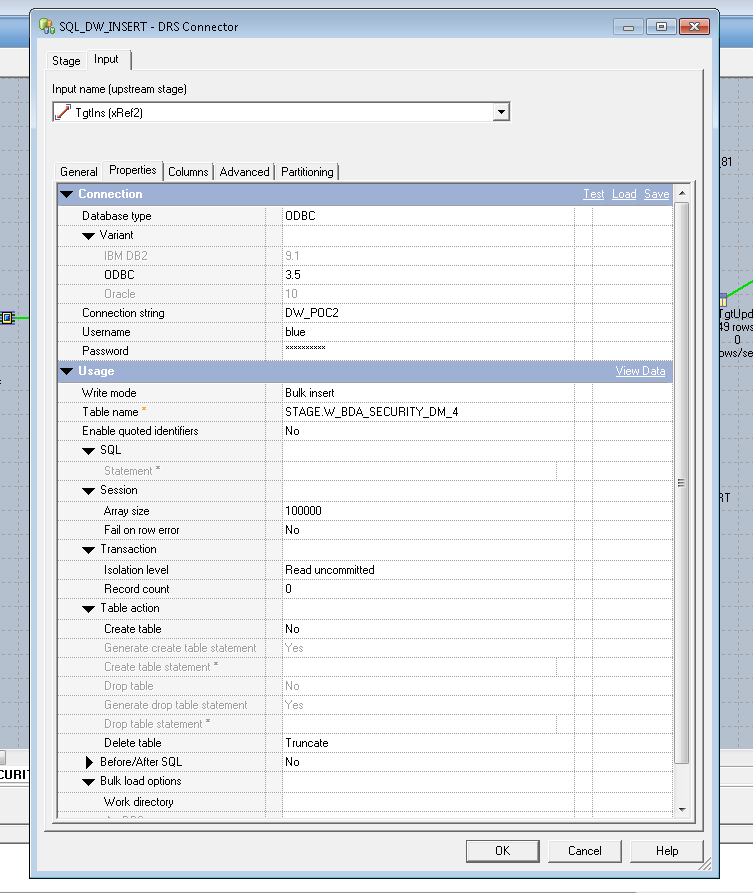 SQL_DW_INSERT - DRS Connector
Stage Input
Input name (upstream stage)
TgtIns (xRef2)
General Properties Columns Advanced Partitioning
Connection Test Load Save
Database type ODBC
Variant
IBM DB2 9.1
ODBC 3.5
Oracle 10
Connection string DW_POC2
Username blue
Password **********
Usage View Data
Write mode Bulk insert
Table name * STAGE.W_BDA_SECURITY_DM_4
Enable quoted identifiers No
SQL
Statement *
Session
Array size 100000
Fail on row error No
Transaction
Isolation level Read uncommitted
Record count 0
Table action
Create table No
Generate create table statement Yes
Create table statement *
Drop table No
Generate drop table statement Yes
Drop table statement *
Delete table Truncate
Before/After SQL No
Bulk load options
Work directory
OK Cancel Help
_81
TgtUpd
49 rows
0
ows/se
RT
CURIT